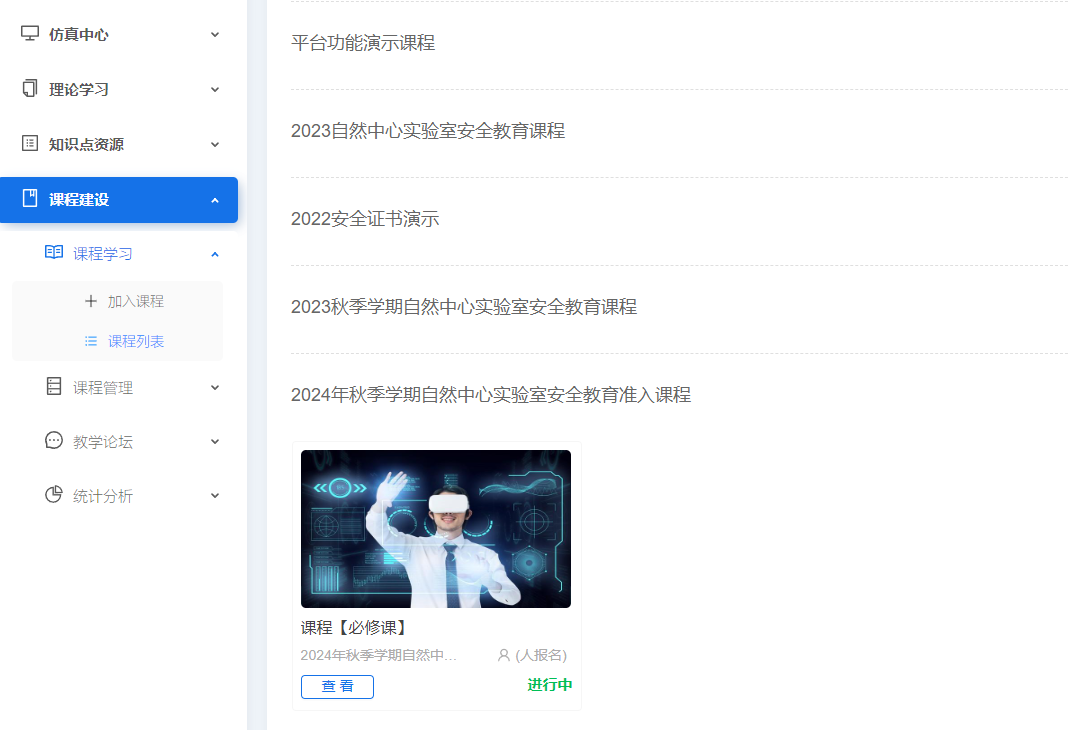 仿真中心
理论学习
知识点资源
课程建设
课程学习
加入课程
课程列表
课程管理
教学论坛
统计分析
平台功能演示课程
2023自然中心实验室安全教育课程
2022安全证书演示
2023秋季学期自然中心实验室安全教育课程
2024年秋季学期自然中心实验室安全教育准入课程
课程【必修课】
2024年秋季学期自然中… (人报名)
查 看 进行中